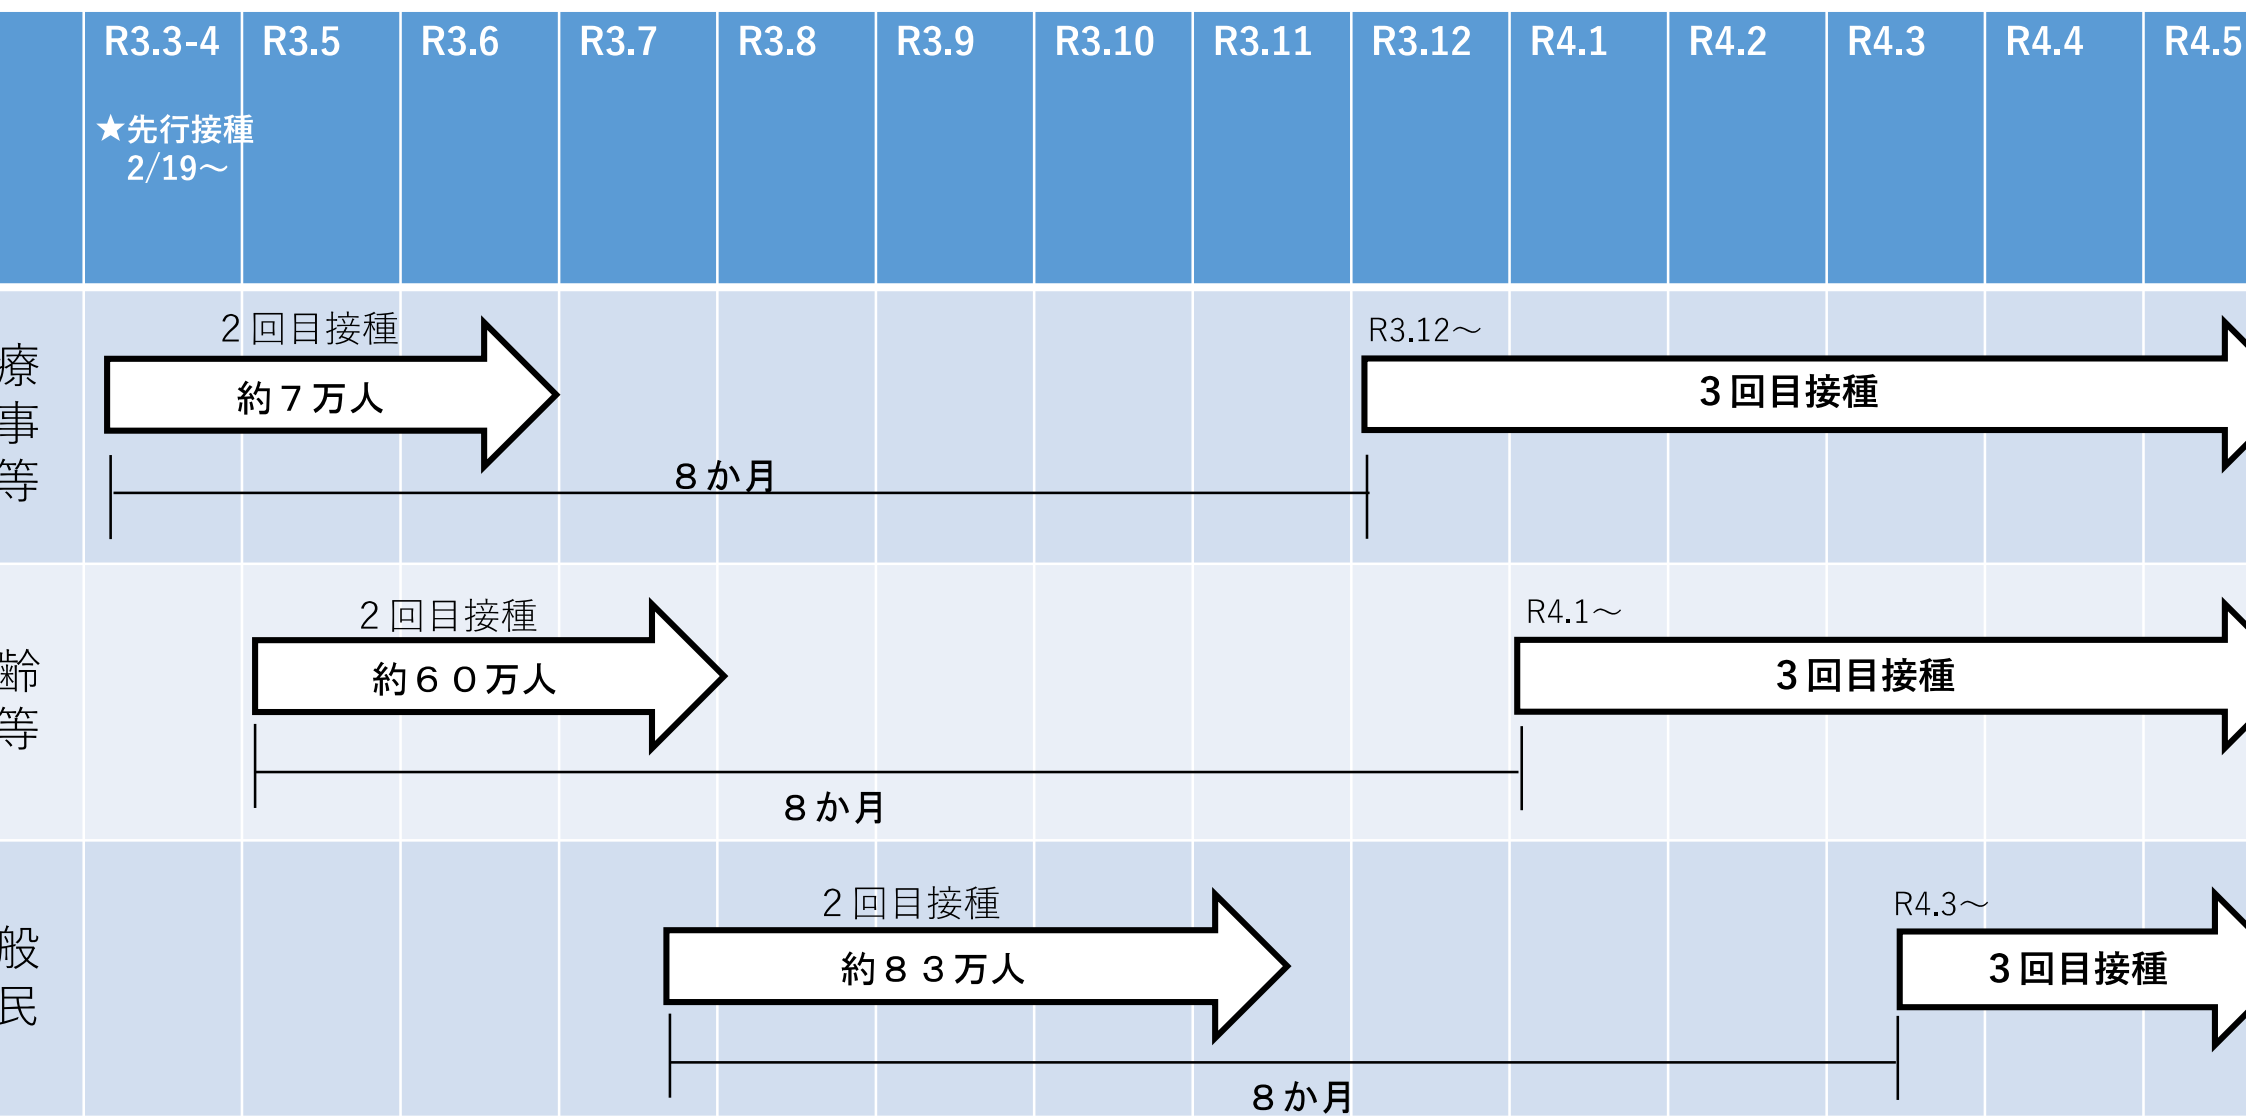 R3.3-4 R3.5 R3.6 R3.7 R3.8 R3.9 R3.10 R3.11 R3.12 R4.1 R4.2 R4.3 R4.4 R4.5
★先行接種
2/19～
療
事
等
2回目接種
約7万人
8か月
R3.12～
3回目接種
齢
等
2回目接種
約60万人
8か月
R4.1～
3回目接種
般
民
2回目接種
約83万人
8か月
R4.3～
3回目接種